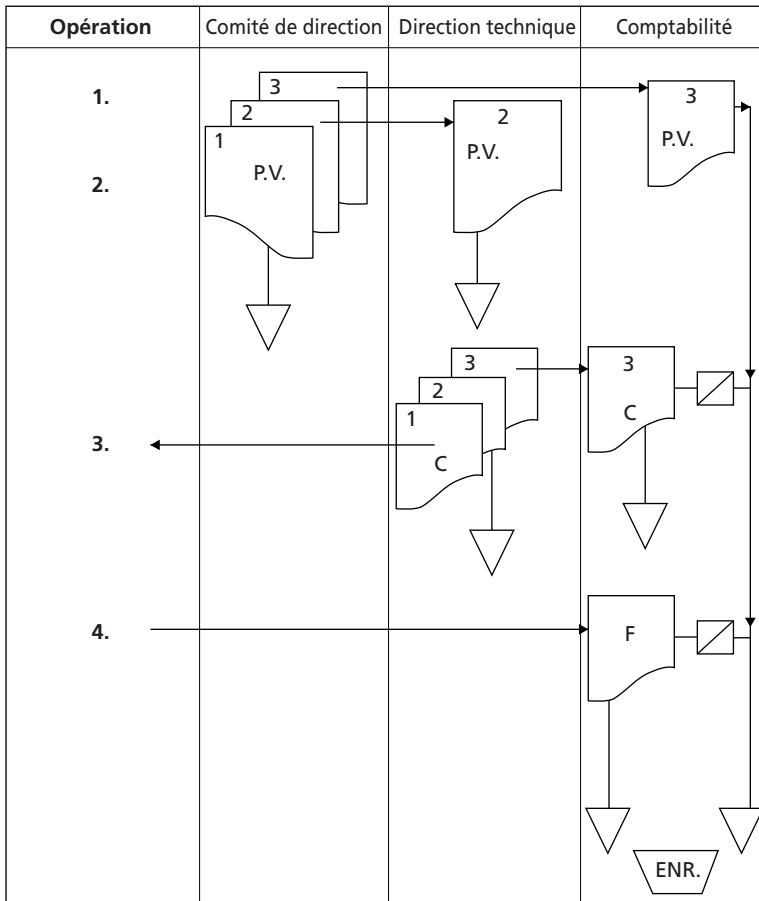 Opération Comité de direction Direction technique Comptabilité
1.
3
2
1
P.V.
2
P.V.
3
P.V.
2.
3
2
1
C
3
C
3.
4.
F
ENR.